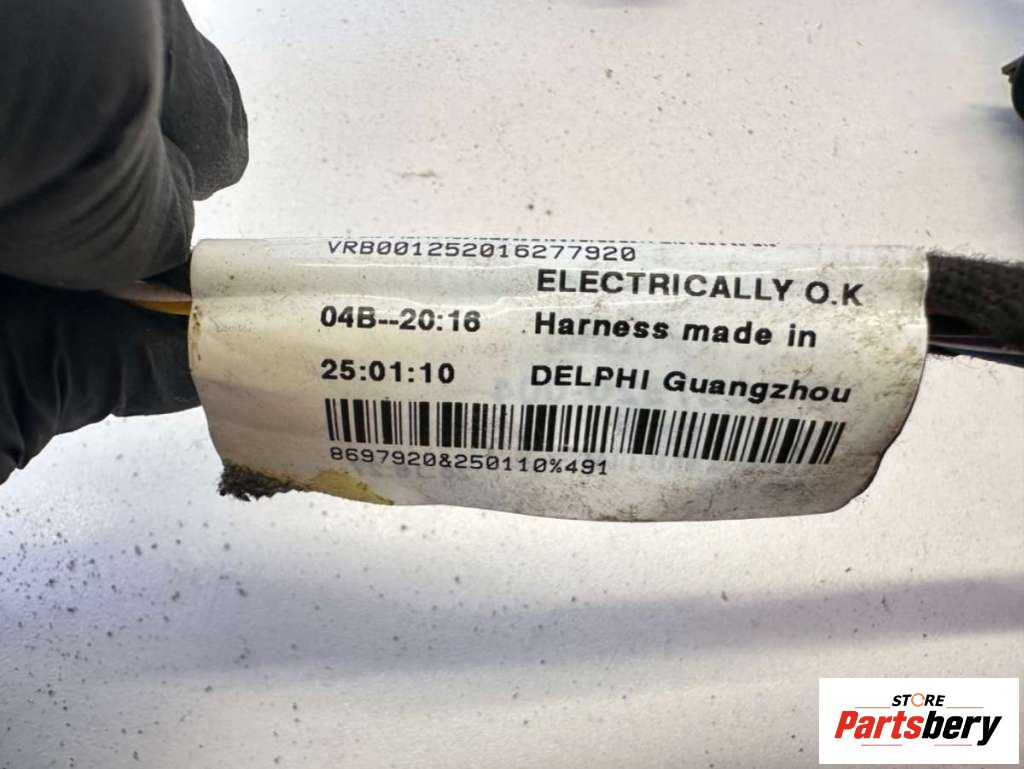 VRB001252016277920
ELECTRICALLY O.K
04B--20:16 Harness made in
25:01:10 DELPHI Guangzhou
8697920&250110%491
STORE
Partsbery